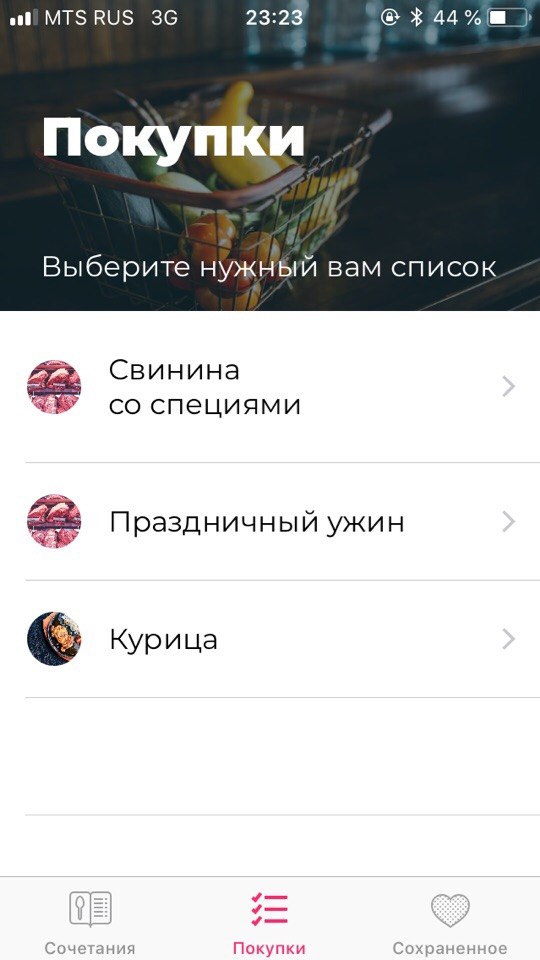 MTS RUS 3G 23:23 44 %
Покупки
Выберите нужный вам список
Свинина
со специями
Праздничный ужин
Курица
Сочетания Покупки Сохраненное